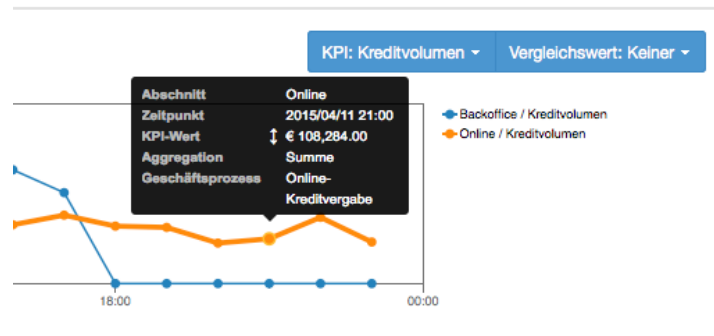 KPI: Kreditvolumen
Vergleichswert: Keiner
Abschnitt Online
Zeitpunkt 2015/04/11 21:00
KPI-Wert € 108,284.00
Aggregation Summe
Geschäftsprozess Online-
Kreditvergabe
Backoffice / Kreditvolumen
Online / Kreditvolumen
18:00
00:00